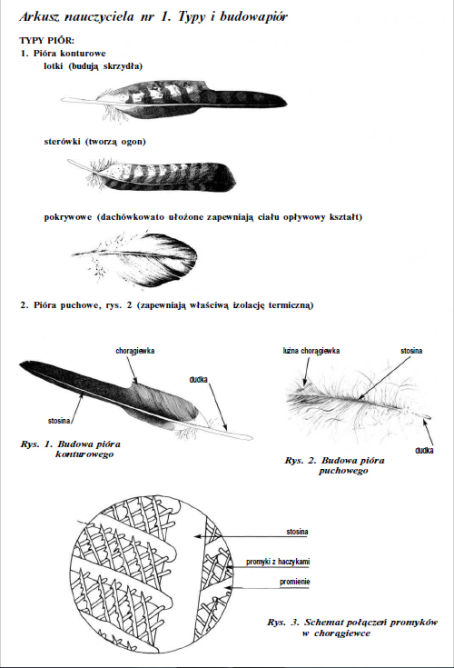 Arkusz nauczyciela nr 1. Typy i budowapiór
TYPY PIÓR:
1. Pióra konturowe
lotki (budują skrzydła)
sterówki (tworzą ogon)
pokrywowe (dachówkowato ułożone zapewniają ciału opływowy kształt)
2. Pióra puchowe, rys. 2 (zapewniają właściwą izolację termiczną)
chorągiewka
dudka
stosina
Rys. 1. Budowa pióra
konturowego
luźna chorągiewka
stosina
dudka
Rys. 2. Budowa pióra
puchowego
stosina
promyki z haczykami
promienie
Rys. 3. Schemat połączeń promyków
w chorągiewce